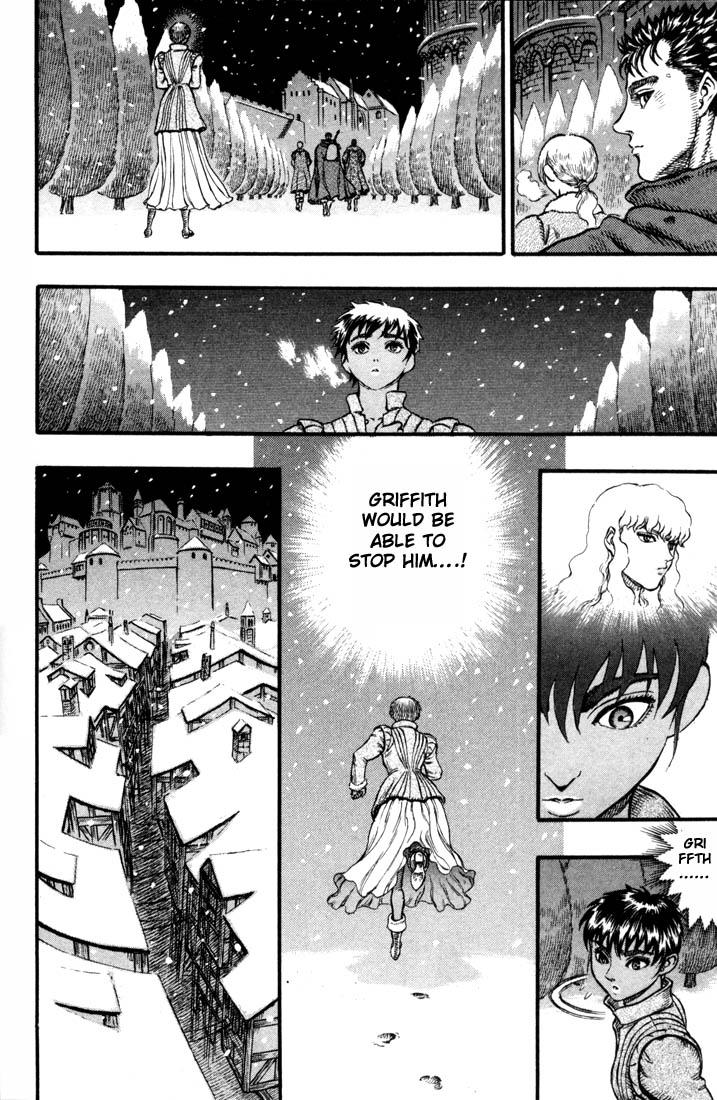 GRI
FFTH
......
GRIFFITH
WOULD BE
ABLE TO
STOP HIM....!